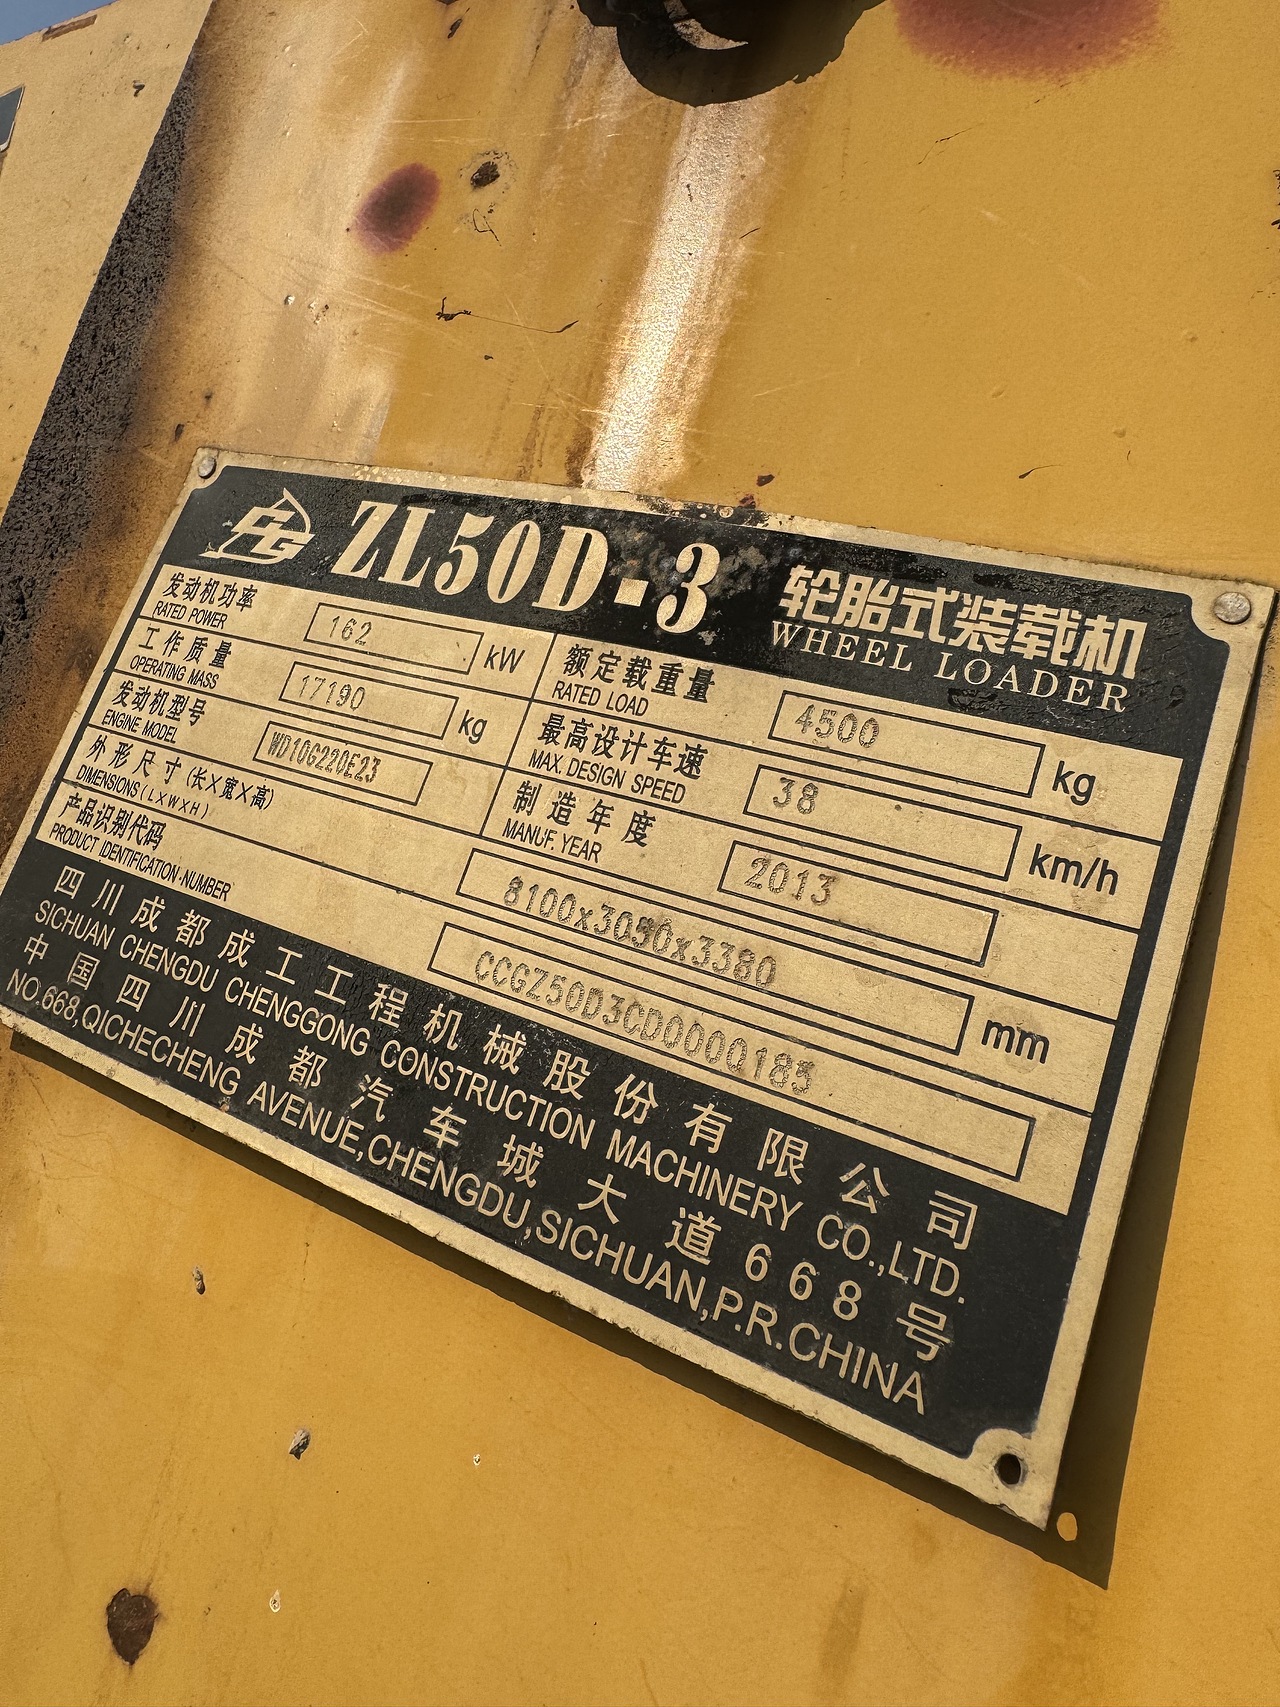 CG ZL50D-3 轮胎式装载机
WHEEL LOADER
发动机功率 162 kW
RATED POWER
额定载重量 4500 kg
RATED LOAD
工作质量 17190 kg
OPERATING MASS
最高设计车速 38 km/h
MAX. DESIGN SPEED
发动机型号 WD10G220E23
ENGINE MODEL
制造年度 2013
MANUF. YEAR
外形尺寸(长×宽×高) 8100x3050x3380 mm
DIMENSIONS(L×W×H)
产品识别代码 CCGZ50D3CD0000183
PRODUCT IDENTIFICATION·NUMBER
四川成都成工工程机械股份有限公司
SICHUAN CHENGDU CHENGGONG CONSTRUCTION MACHINERY CO.,LTD.
中国四川成都汽车城大道668号
NO.668,QICHECHENG AVENUE,CHENGDU,SICHUAN,P.R.CHINA